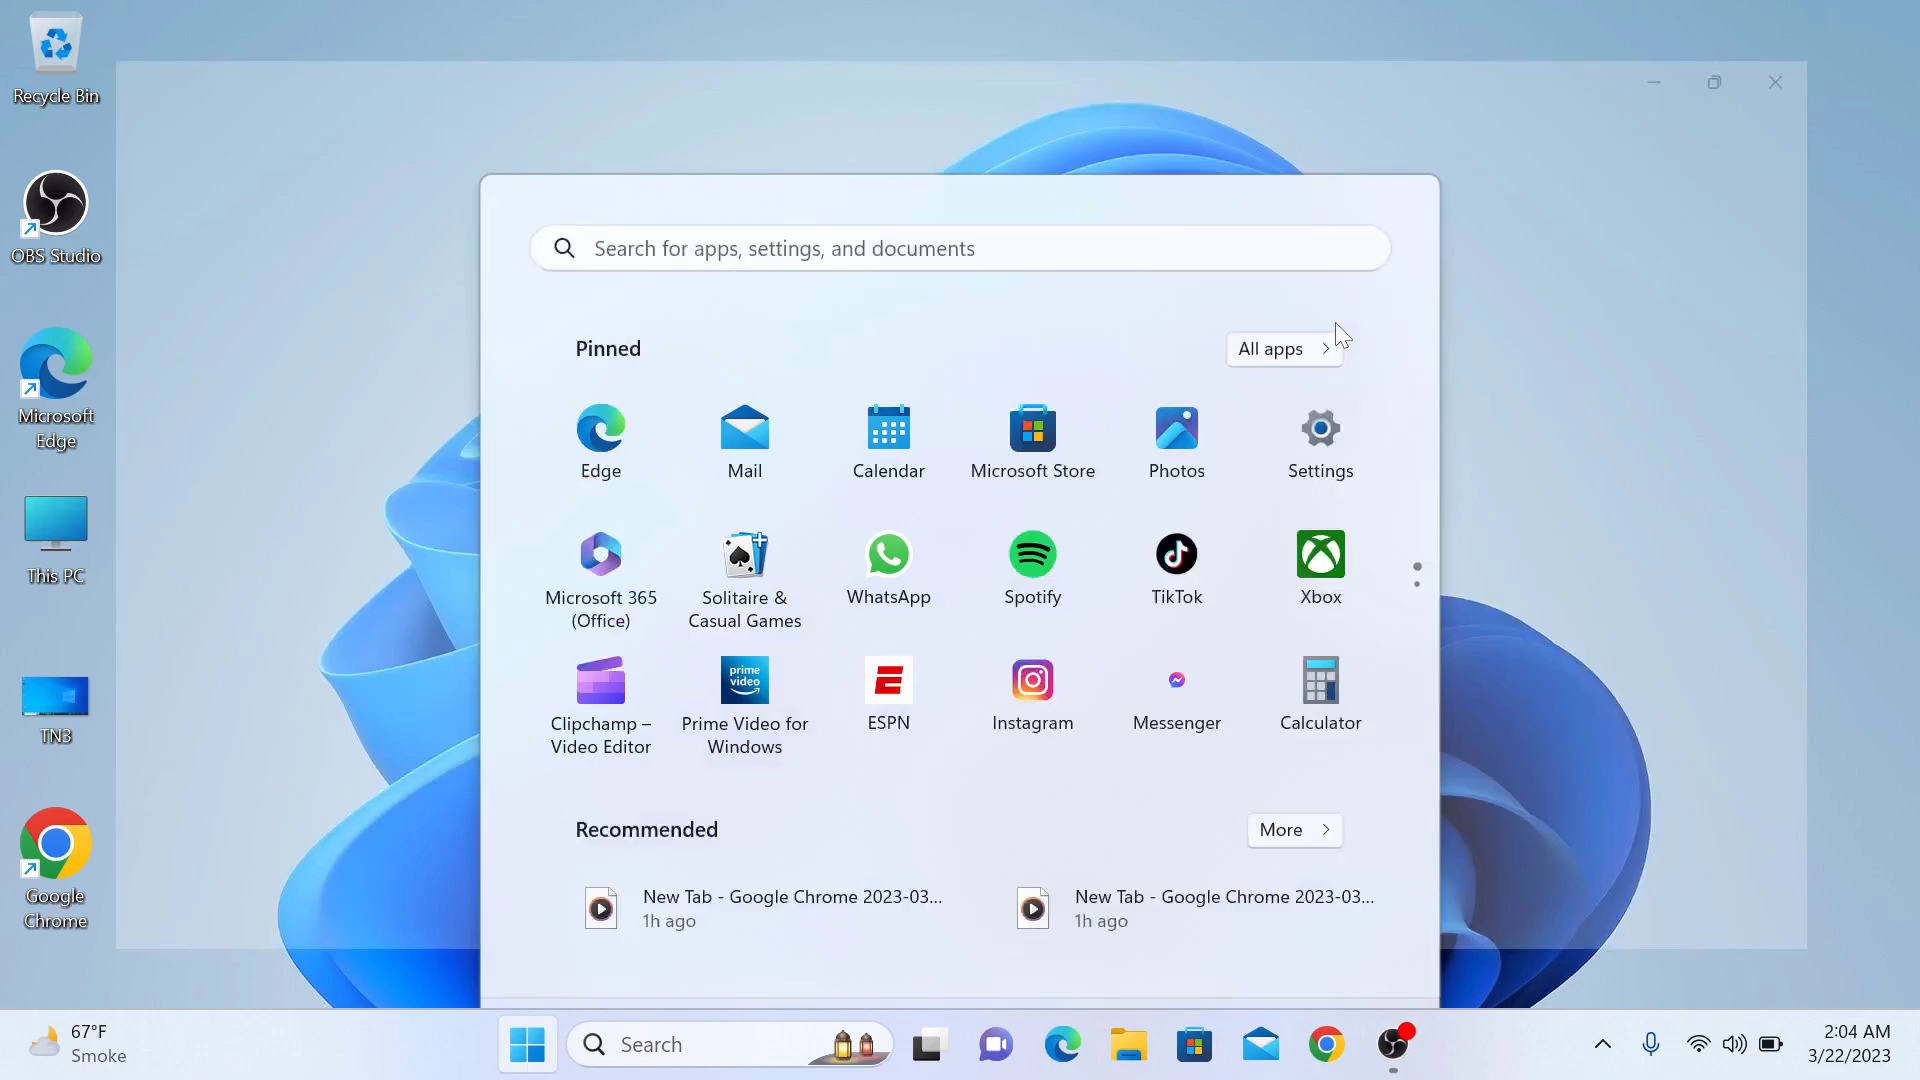 Recycle Bin
OBS Studio
Microsoft
Edge
This PC
TN3
Google
Chrome
Search for apps, settings, and documents
Pinned
All apps
Edge
Mail
Calendar
Microsoft Store
Photos
Settings
Microsoft 365
(Office)
Solitaire &
Casual Games
WhatsApp
Spotify
TikTok
Xbox
prime
video
Clipchamp –
Video Editor
Prime Video for
Windows
ESPN
Instagram
Messenger
Calculator
Recommended
More
New Tab - Google Chrome 2023-03...
1h ago
New Tab - Google Chrome 2023-03...
1h ago
67°F
Smoke
Search
2:04 AM
3/22/2023